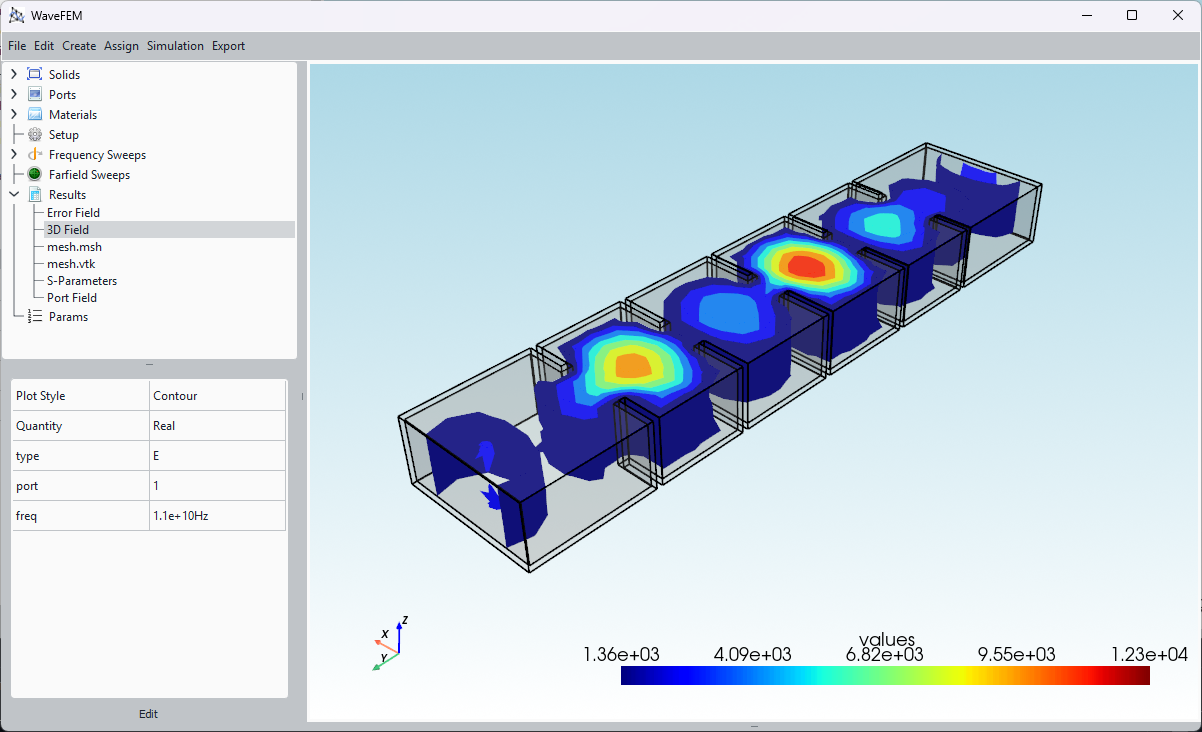 WaveFEM
File Edit Create Assign Simulation Export
Solids
Ports
Materials
Setup
Frequency Sweeps
Farfield Sweeps
Results
Error Field
3D Field
mesh.msh
mesh.vtk
S-Parameters
Port Field
Params
Plot Style Contour
Quantity Real
type E
port 1
freq 1.1e+10Hz
Edit
Z
X
Y
values
1.36e+03 4.09e+03 6.82e+03 9.55e+03 1.23e+04